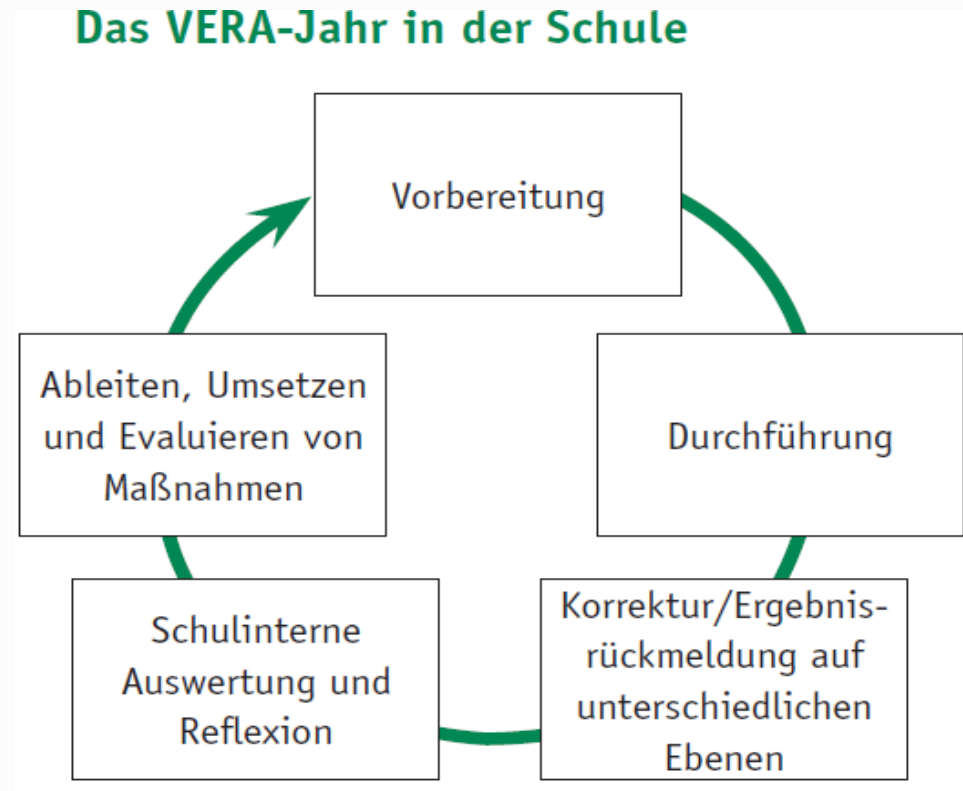 Das VERA-Jahr in der Schule
Vorbereitung
Durchführung
Korrektur/Ergebnis-
rückmeldung auf
unterschiedlichen
Ebenen
Schulinterne
Auswertung und
Reflexion
Ableiten, Umsetzen
und Evaluieren von
Maßnahmen